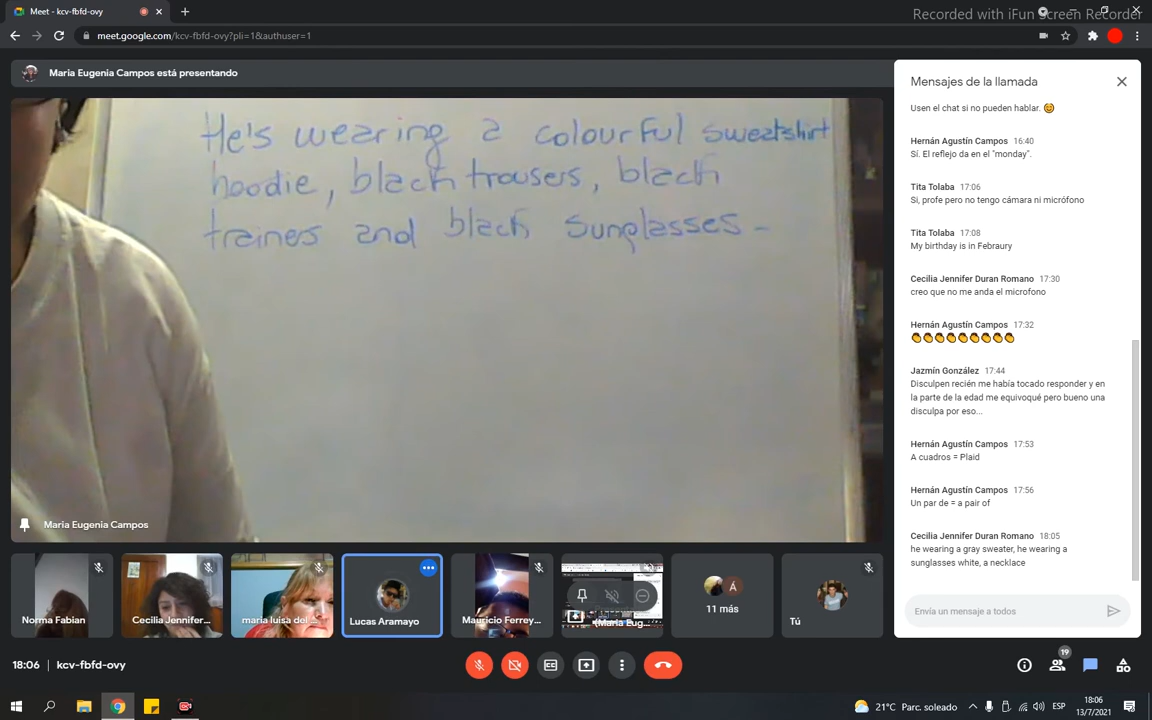 Meet - kcv-fbfd-ovy
Recorded with iFun Screen Recorder
meet.google.com/kcv-fbfd-ovy?pli=1&authuser=1
Maria Eugenia Campos está presentando
He's wearing a colourful sweatshirt
hoodie, black trousers, black
trainers and black sunglasses -
Maria Eugenia Campos
Mensajes de la llamada
Usen el chat si no pueden hablar. 😊
Hernán Agustín Campos 16:40
Sí. El reflejo da en el "monday".
Tita Tolaba 17:06
Si, profe pero no tengo cámara ni micrófono
Tita Tolaba 17:08
My birthday is in Febraury
Cecilia Jennifer Duran Romano 17:30
creo que no me anda el microfono
Hernán Agustín Campos 17:32
👏👏👏👏👏👏👏👏👏
Jazmín González 17:44
Disculpen recién me había tocado responder y en
la parte de la edad me equivoqué pero bueno una
disculpa por eso...
Hernán Agustín Campos 17:53
A cuadros = Plaid
Hernán Agustín Campos 17:56
Un par de = a pair of
Cecilia Jennifer Duran Romano 18:05
he wearing a gray sweater, he wearing a
sunglasses white, a necklace
Envía un mensaje a todos
Norma Fabian
Cecilia Jennifer...
maria luisa del ...
Lucas Aramayo
Mauricio Ferrey...
(Maria Eug...
Á
11 más
Tú
18:06 | kcv-fbfd-ovy
19
21°C Parc. soleado
ESP
18:06
13/7/2021